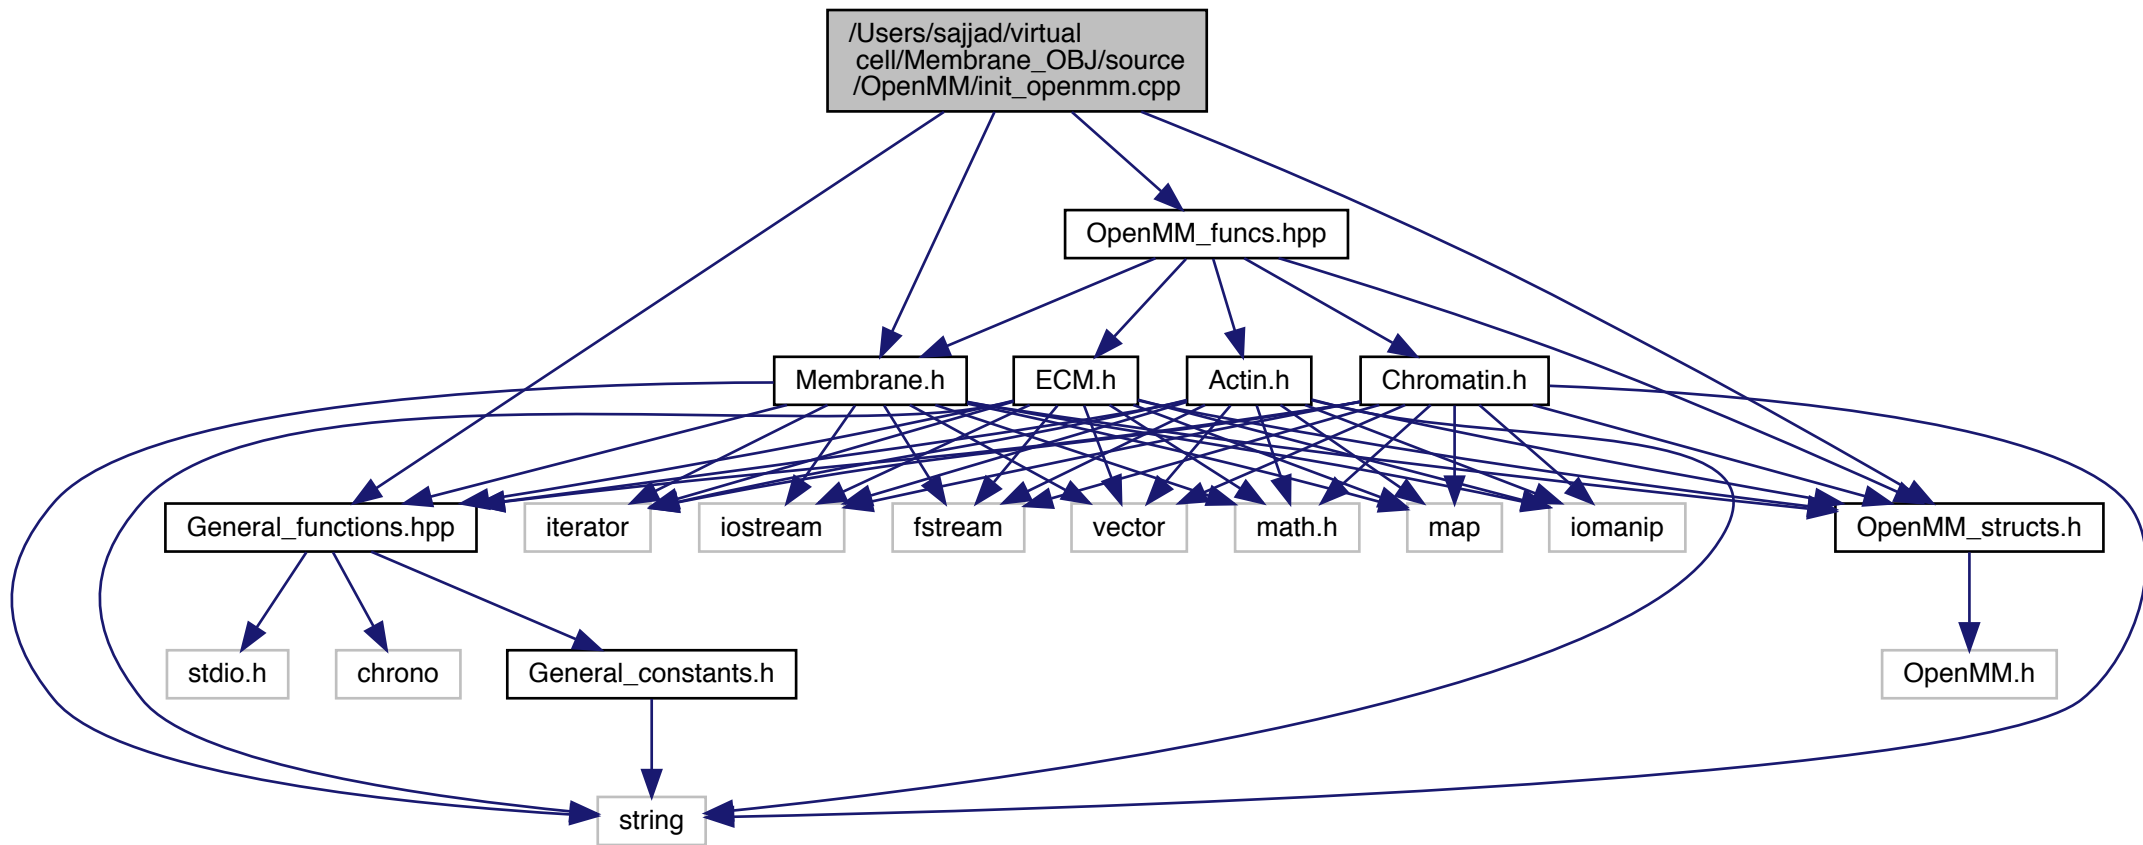 /Users/sajjad/virtual
cell/Membrane_OBJ/source
/OpenMM/init_openmm.cpp
OpenMM_funcs.hpp
Membrane.h
ECM.h
Actin.h
Chromatin.h
General_functions.hpp
iterator
iostream
fstream
vector
math.h
map
iomanip
OpenMM_structs.h
stdio.h
chrono
General_constants.h
OpenMM.h
string